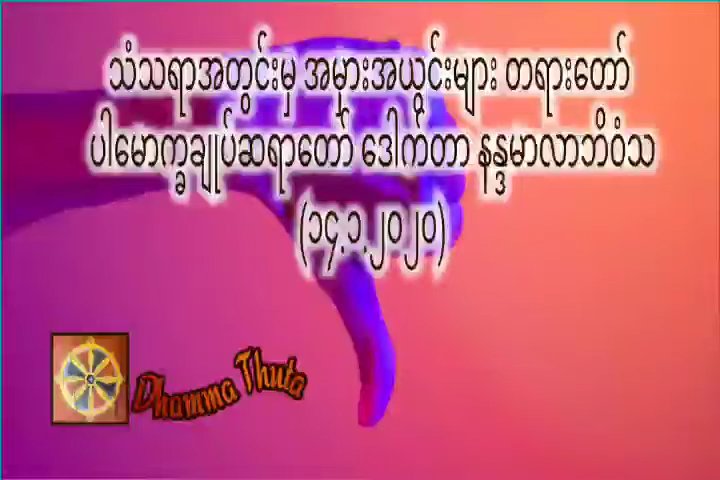 သံသရာအတွင်းမှ အမှားအယွင်းများ တရားတော်
ပါမောက္ခချုပ်ဆရာတော် ဒေါက်တာ နန္ဒမာလာဘိဝံသ
(၁၄.၁.၂၀၂၀)
Dhamma Thuta